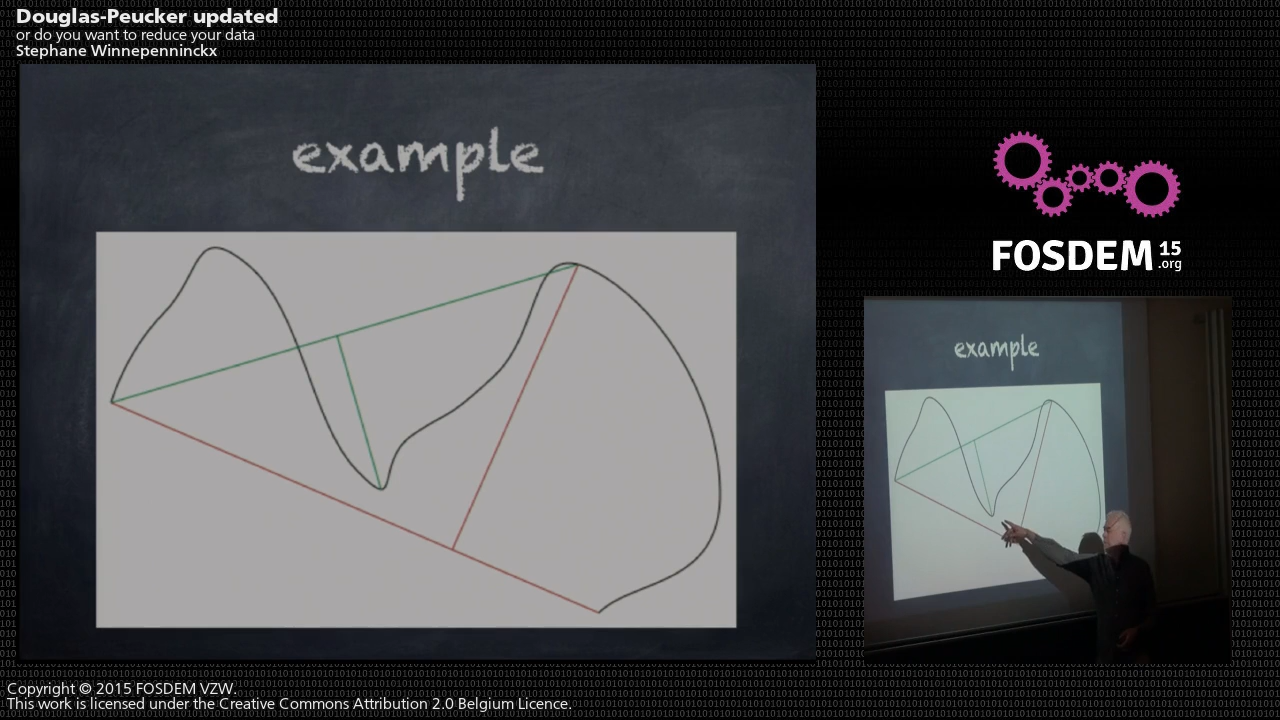 Douglas-Peucker updated
or do you want to reduce your data
Stephane Winnepenninckx
example
FOSDEM 15
.org
example
Copyright © 2015 FOSDEM VZW.
This work is licensed under the Creative Commons Attribution 2.0 Belgium Licence.